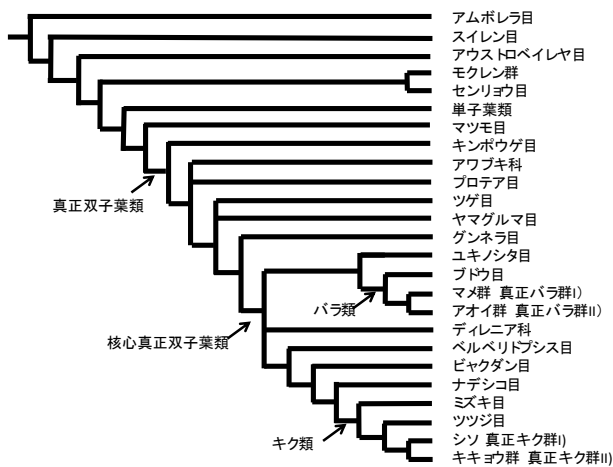 アムボレラ目
スイレン目
アウストロベイレヤ目
モクレン群
センリョウ目
単子葉類
マツモ目
キンポウゲ目
アワブキ科
プロテア目
真正双子葉類
ツゲ目
ヤマグルマ目
グンネラ目
ユキノシタ目
ブドウ目
マメ群 真正バラ群I）
バラ類
アオイ群 真正バラ群II）
ディレニア科
核心真正双子葉類
ベルベリドプシス目
ビャクダン目
ナデシコ目
ミズキ目
ツツジ目
キク類
シソ 真正キク群I)
キキョウ群 真正キク群II)